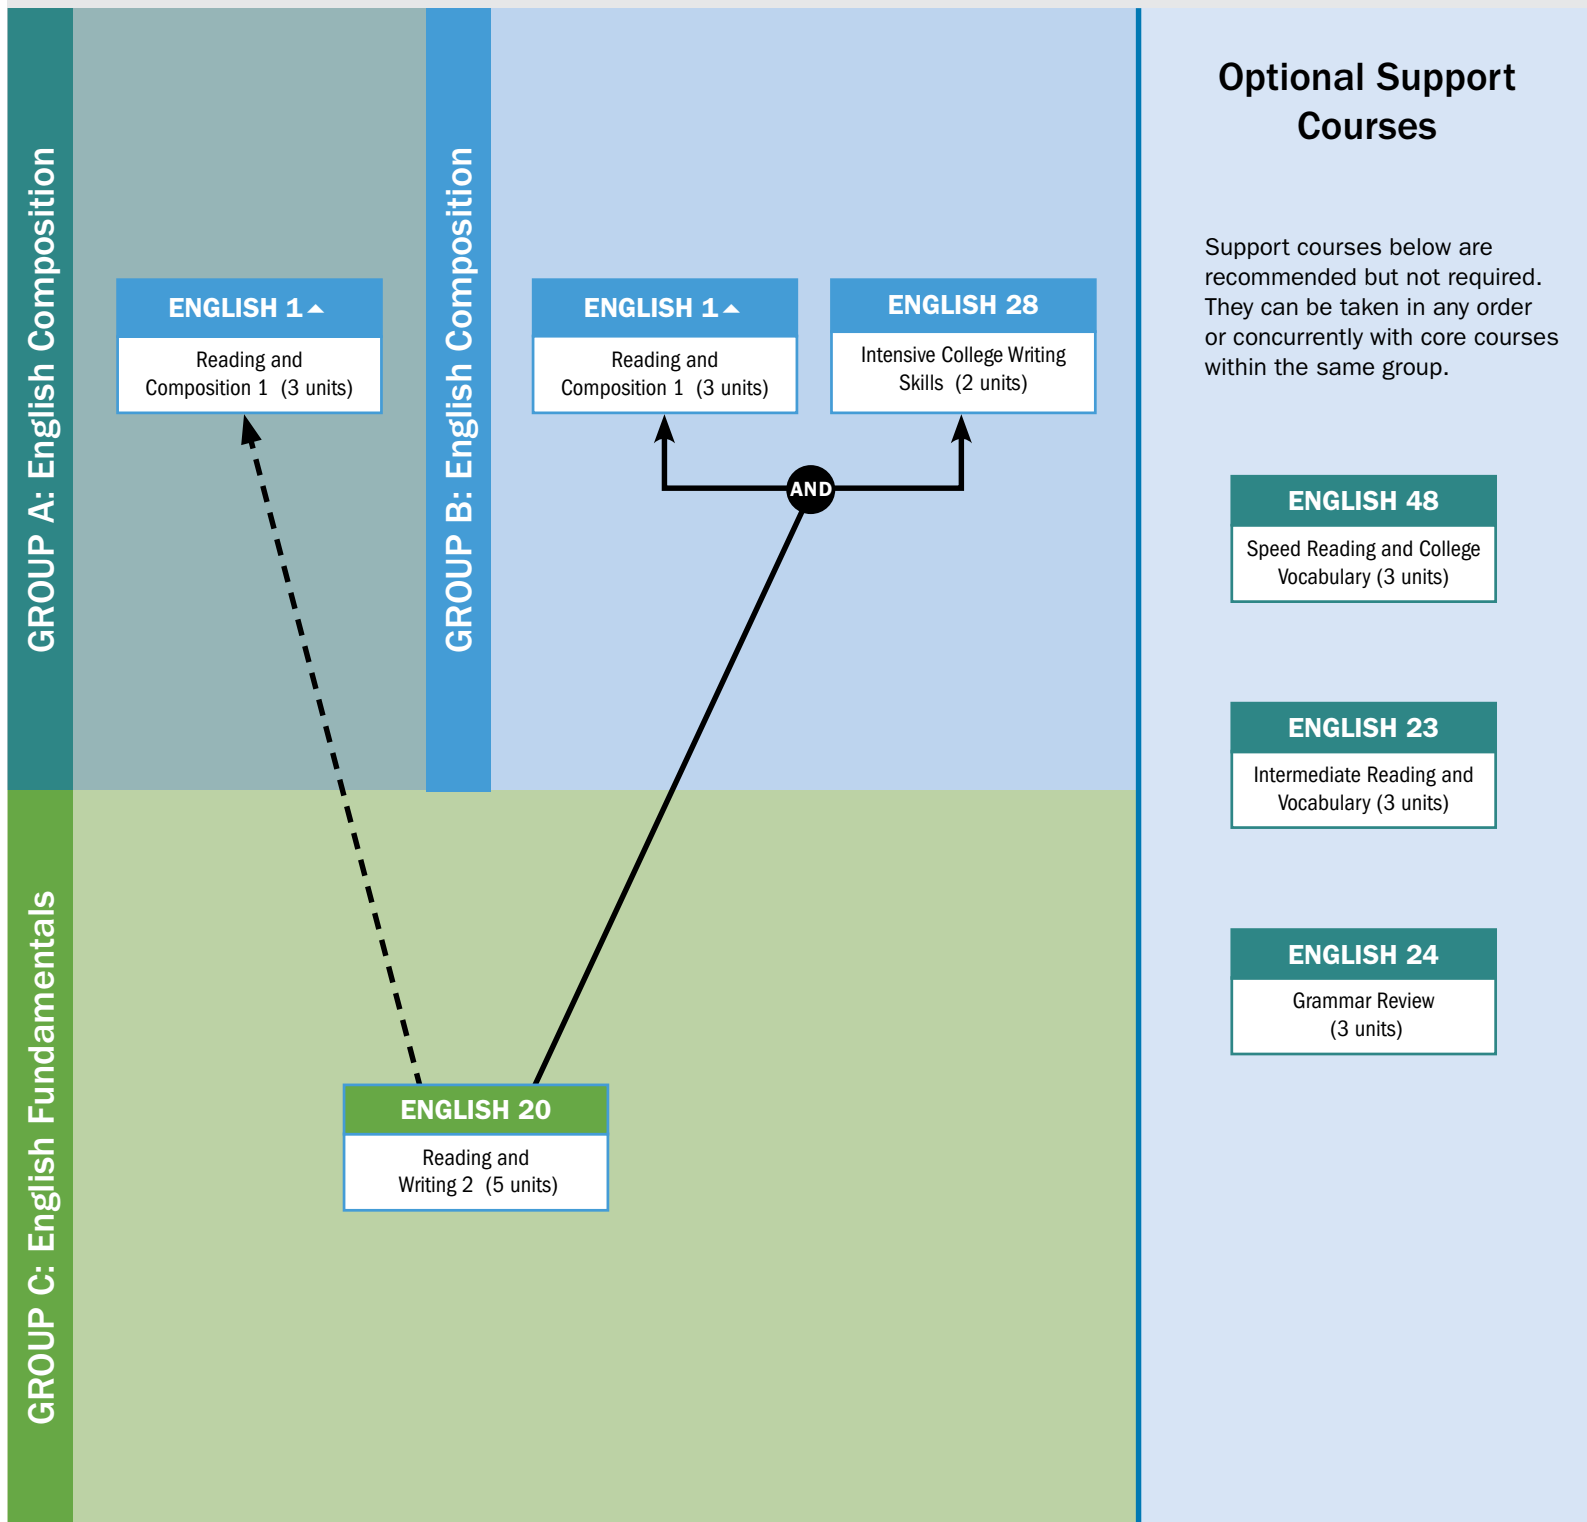 GROUP A: English Composition
ENGLISH 1▲
Reading and
Composition 1 (3 units)
GROUP B: English Composition
ENGLISH 1▲
Reading and
Composition 1 (3 units)
ENGLISH 28
Intensive College Writing
Skills (2 units)
AND
GROUP C: English Fundamentals
ENGLISH 20
Reading and
Writing 2 (5 units)
Optional Support
Courses
Support courses below are
recommended but not required.
They can be taken in any order
or concurrently with core courses
within the same group.
ENGLISH 48
Speed Reading and College
Vocabulary (3 units)
ENGLISH 23
Intermediate Reading and
Vocabulary (3 units)
ENGLISH 24
Grammar Review
(3 units)